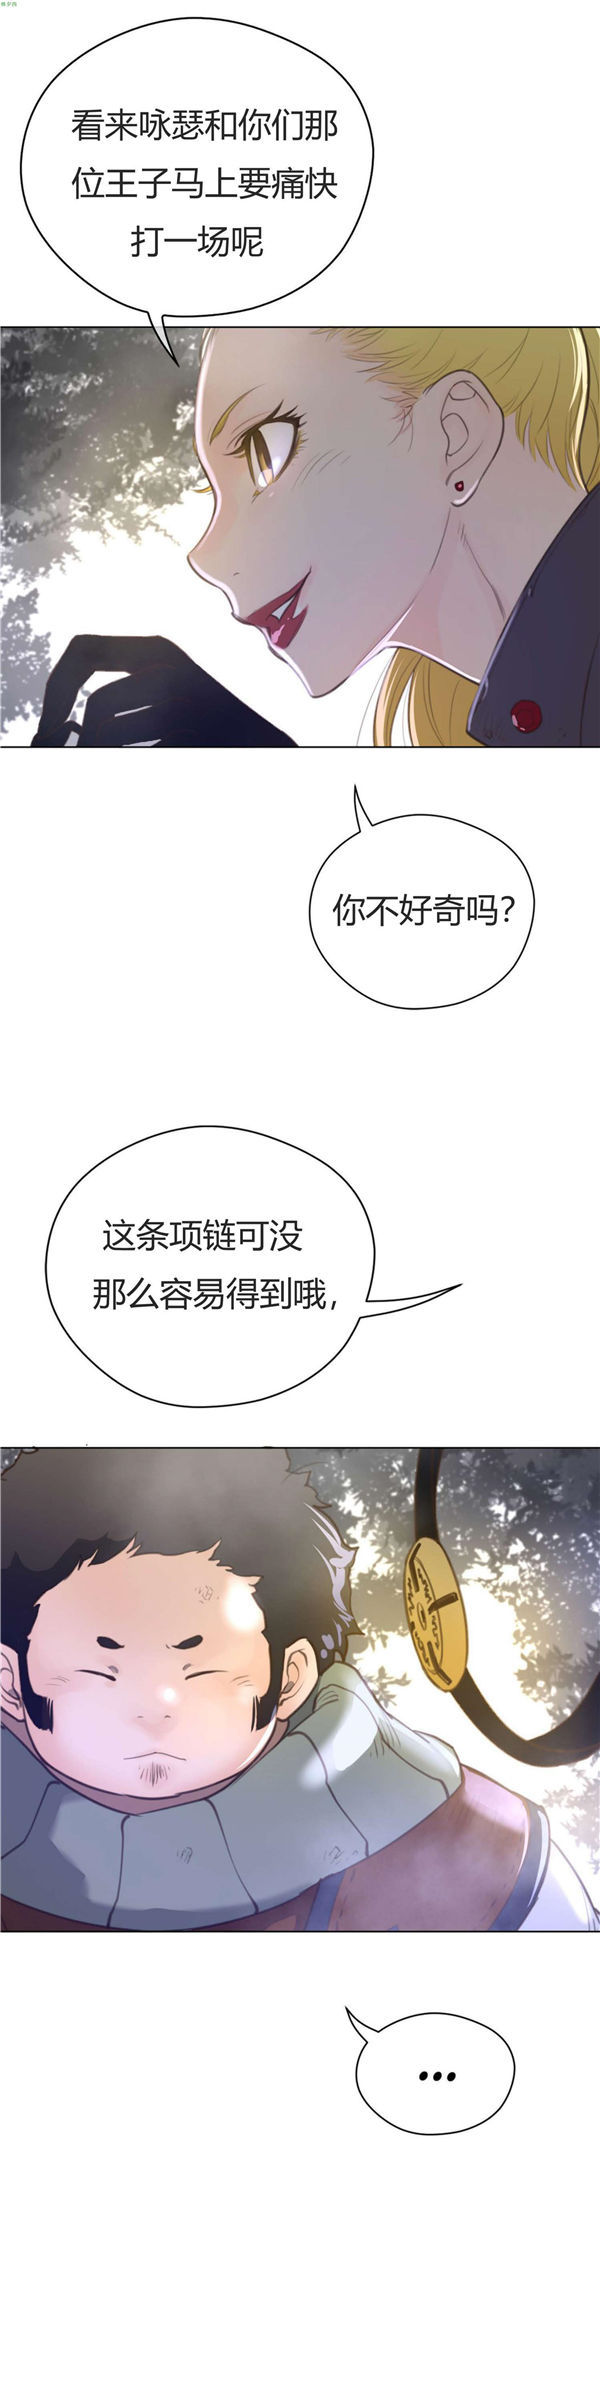 看来咏瑟和你们那
位王子马上要痛快
打一场呢
你不好奇吗？
这条项链可没
那么容易得到哦，
...